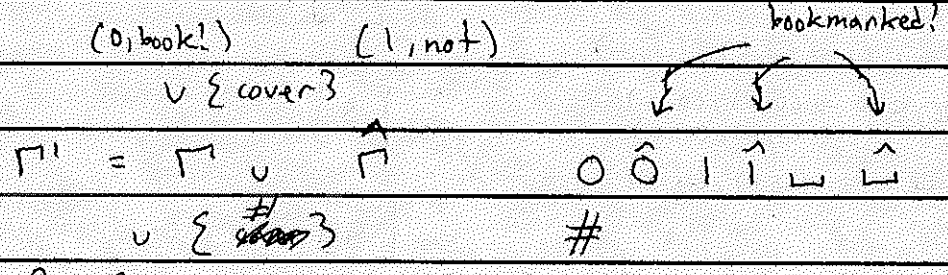 bookmarked!
(0, book!) (1, not)
∪ { cover }
Γ' = Γ ∪ Γ̂ 0 0̂ 1 1̂ ⊔ ⊔̂
∪ { # } #